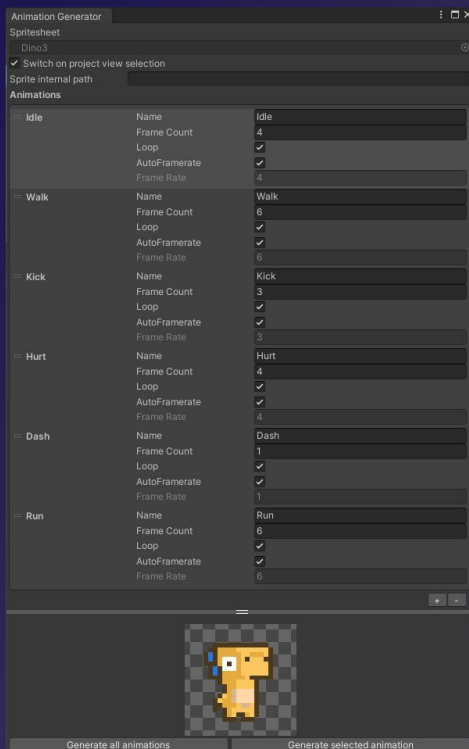 Animation Generator
Spritesheet
Dino3
Switch on project view selection
Sprite internal path
Animations
Idle Name Idle
Frame Count 4
Loop
AutoFramerate
Frame Rate 4
Walk Name Walk
Frame Count 6
Loop
AutoFramerate
Frame Rate 6
Kick Name Kick
Frame Count 3
Loop
AutoFramerate
Frame Rate 3
Hurt Name Hurt
Frame Count 4
Loop
AutoFramerate
Frame Rate 4
Dash Name Dash
Frame Count 1
Loop
AutoFramerate
Frame Rate 1
Run Name Run
Frame Count 6
Loop
AutoFramerate
Frame Rate 6
+ -
Generate all animations Generate selected animation